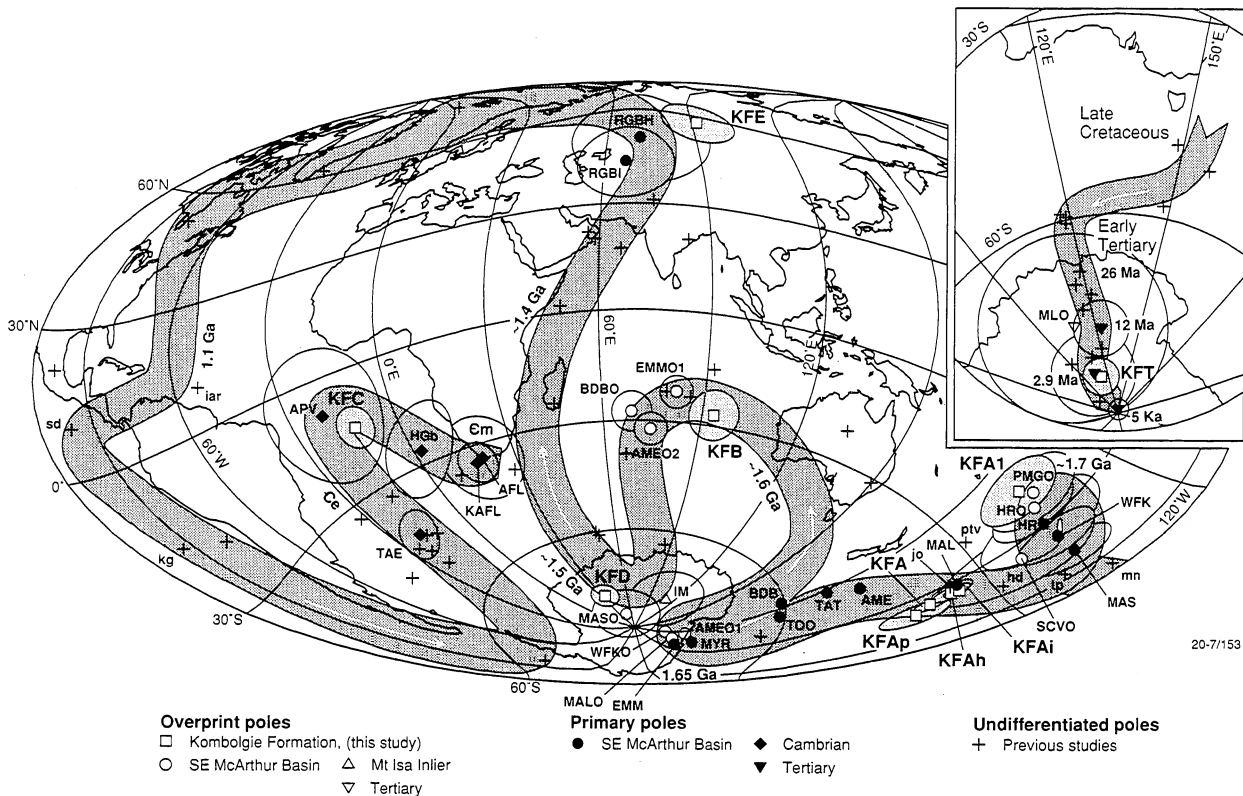 30°S
120°E
150°E
Late
Cretaceous
60°S
Early
Tertiary
26 Ma
MLO
12 Ma
KFT
2.9 Ma
5 Ka
RGBH
KFE
RGBI
60°N
30°N
1.1 Ga
~1.4 Ga
60°E
120°E
0°E
iar
sd
KFC
APV
HGb
Єm
BDBO
EMMO1
AMEO2
KFB
~1.6 Ga
60°W
0°
AFL
KAFL
Єe
TAE
kg
KFA1
~1.7 Ga
PMGO
WFK
HRO
HR
120°W
ptv
jo
MAL
KFA
hd
tp
mn
MAS
~1.5 Ga
KFD
IM
BDB
TAT
AME
30°S
MASO
TOO
SCVO
KFAp
KFAi
KFAh
?AMEO1
WFKO
MYR
1.65 Ga
60°S
MALO
EMM
20-7/153
Overprint poles
Kombolgie Formation, (this study)
SE McArthur Basin
Mt Isa Inlier
Tertiary
Primary poles
SE McArthur Basin
Cambrian
Tertiary
Undifferentiated poles
Previous studies